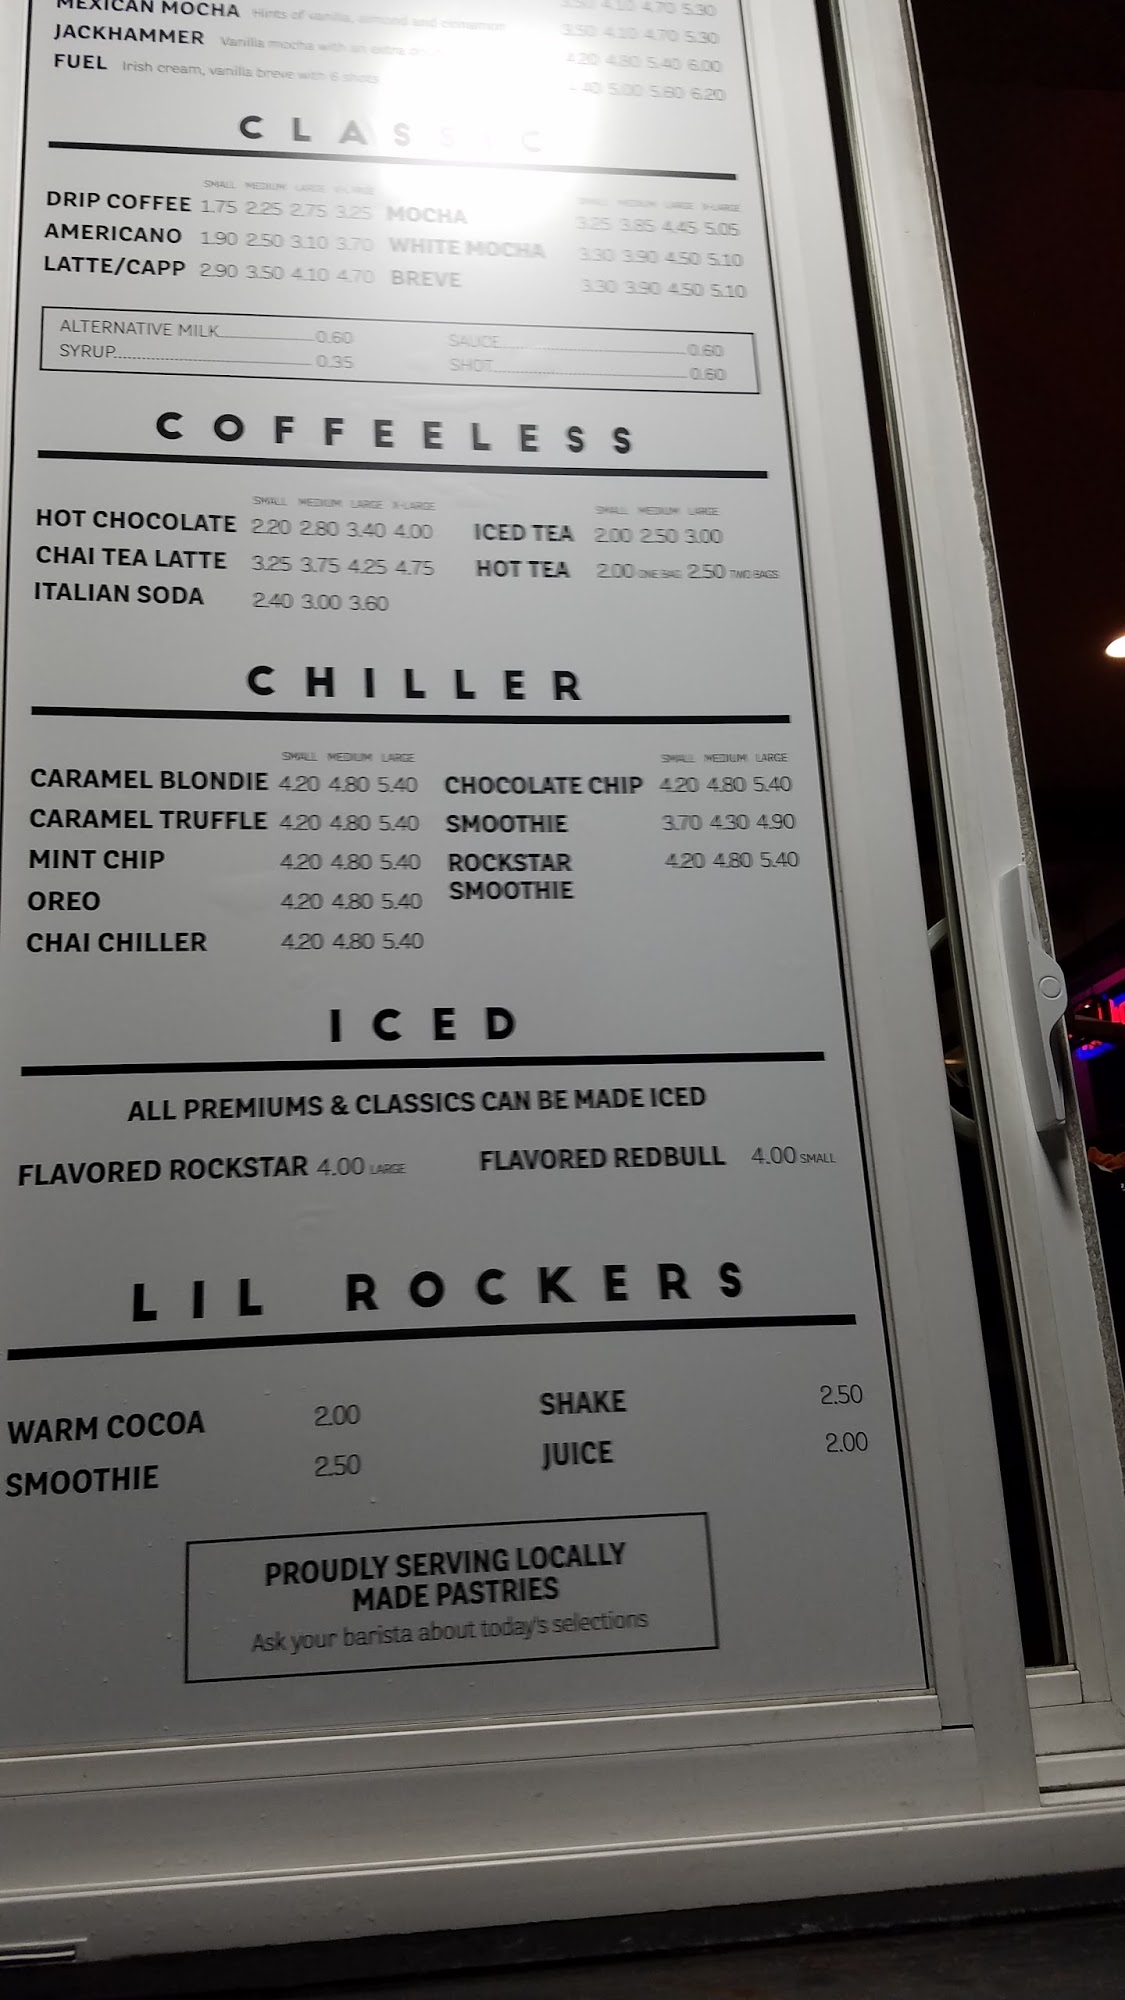 MEXICAN MOCHA Hints of vanilla, almond and cinnamon 3.50 4.10 4.70 5.30
JACKHAMMER Vanilla mocha with an extra 3.50 4.10 4.70 5.30
FUEL Irish cream, vanilla breve with 6 shots 4.20 4.80 5.40 6.00
5.00 5.60 6.20
CLASSIC
SMALL MEDIUM LARGE X-LARGE SMALL MEDIUM LARGE X-LARGE
DRIP COFFEE 1.75 2.25 2.75 3.25 MOCHA 3.25 3.85 4.45 5.05
AMERICANO 1.90 2.50 3.10 3.70 WHITE MOCHA 3.30 3.90 4.50 5.10
LATTE/CAPP 2.90 3.50 4.10 4.70 BREVE 3.30 3.90 4.50 5.10
ALTERNATIVE MILK 0.60 SAUCE 0.60
SYRUP 0.35 SHOT 0.60
COFFEELESS
SMALL MEDIUM LARGE X-LARGE SMALL MEDIUM LARGE
HOT CHOCOLATE 2.20 2.80 3.40 4.00 ICED TEA 2.00 2.50 3.00
CHAI TEA LATTE 3.25 3.75 4.25 4.75 HOT TEA 2.00 ONE BAG 2.50 TWO BAGS
ITALIAN SODA 2.40 3.00 3.60
CHILLER
SMALL MEDIUM LARGE SMALL MEDIUM LARGE
CARAMEL BLONDIE 4.20 4.80 5.40 CHOCOLATE CHIP 4.20 4.80 5.40
CARAMEL TRUFFLE 4.20 4.80 5.40 SMOOTHIE 3.70 4.30 4.90
MINT CHIP 4.20 4.80 5.40 ROCKSTAR 4.20 4.80 5.40
SMOOTHIE
OREO 4.20 4.80 5.40
CHAI CHILLER 4.20 4.80 5.40
ICED
ALL PREMIUMS & CLASSICS CAN BE MADE ICED
FLAVORED ROCKSTAR 4.00 LARGE FLAVORED REDBULL 4.00 SMALL
LIL ROCKERS
WARM COCOA 2.00 SHAKE 2.50
SMOOTHIE 2.50 JUICE 2.00
PROUDLY SERVING LOCALLY
MADE PASTRIES
Ask your barista about today's selections